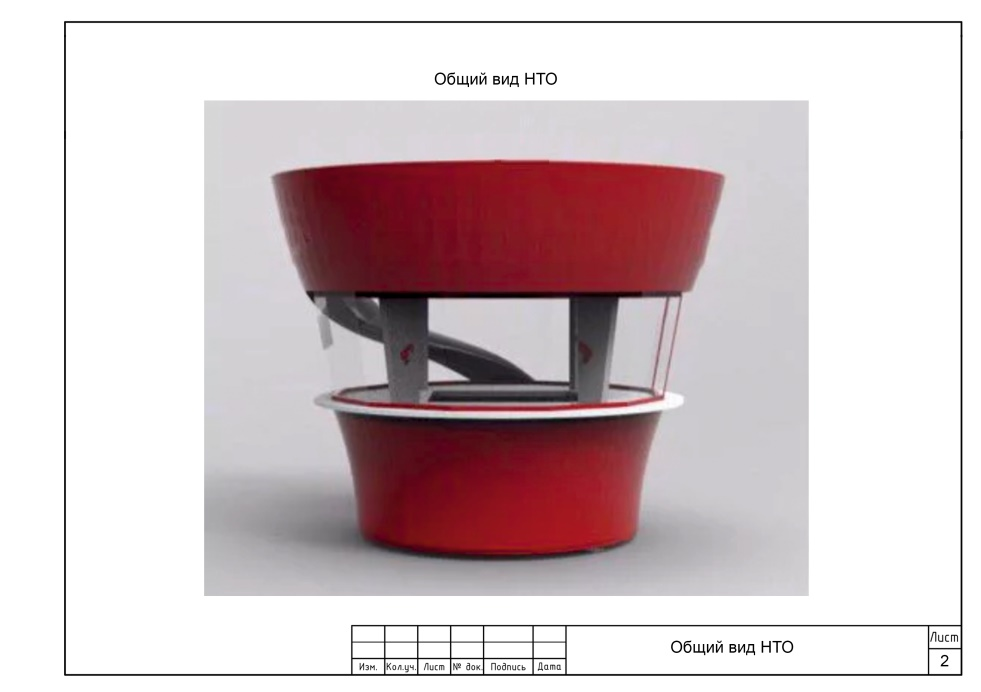 Общий вид НТО
Изм. Кол.уч. Лист № док. Подпись Дата
Общий вид НТО
Лист
2